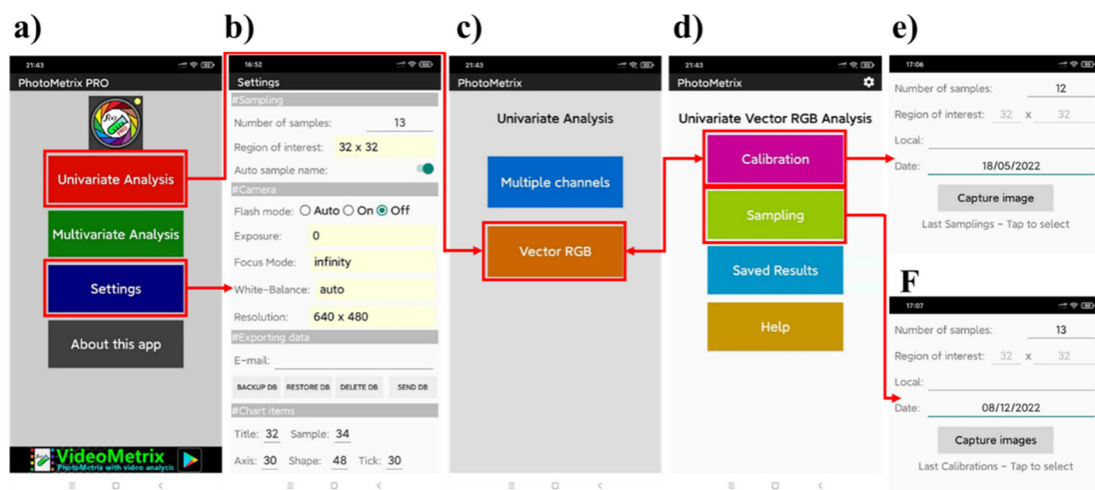 a)
21:43
PhotoMetrix PRO
f(x)
Univariate Analysis
Multivariate Analysis
Settings
About this app
VideoMetrix
PhotoMetrix with video analysis
b)
16:52
Settings
#Sampling
Number of samples: 13
Region of interest: 32 x 32
Auto sample name:
#Camera
Flash mode: Auto On Off
Exposure: 0
Focus Mode: infinity
White-Balance: auto
Resolution: 640 x 480
#Exporting data
E-mail:
BACKUP DB RESTORE DB DELETE DB SEND DB
#Chart items
Title: 32 Sample: 34
Axis: 30 Shape: 48 Tick: 30
c)
21:43
PhotoMetrix
Univariate Analysis
Multiple channels
Vector RGB
d)
21:43
PhotoMetrix
Univariate Vector RGB Analysis
Calibration
Sampling
Saved Results
Help
e)
17:06
Number of samples: 12
Region of interest: 32 x 32
Local:
Date: 18/05/2022
Capture image
Last Samplings - Tap to select
F
17:07
Number of samples: 13
Region of interest: 32 x 32
Local:
Date: 08/12/2022
Capture images
Last Calibrations - Tap to select